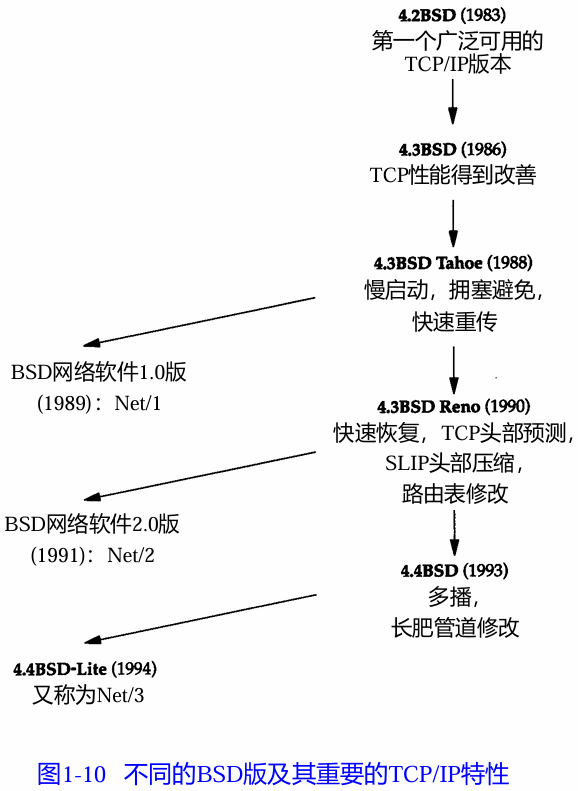 4.2BSD (1983)
第一个广泛可用的
TCP/IP版本
4.3BSD (1986)
TCP性能得到改善
4.3BSD Tahoe (1988)
慢启动，拥塞避免，
快速重传
BSD网络软件1.0版
(1989)：Net/1
4.3BSD Reno (1990)
快速恢复，TCP头部预测，
SLIP头部压缩，
路由表修改
BSD网络软件2.0版
(1991)：Net/2
4.4BSD (1993)
多播，
长肥管道修改
4.4BSD-Lite (1994)
又称为Net/3
图1-10 不同的BSD版及其重要的TCP/IP特性